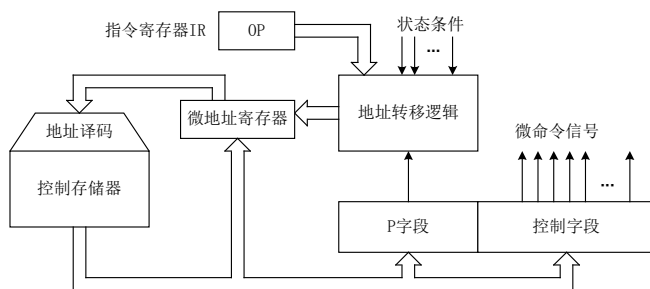 指令寄存器IR
OP
状态条件
...
地址译码
微地址寄存器
地址转移逻辑
微命令信号
控制存储器
...
P字段
控制字段